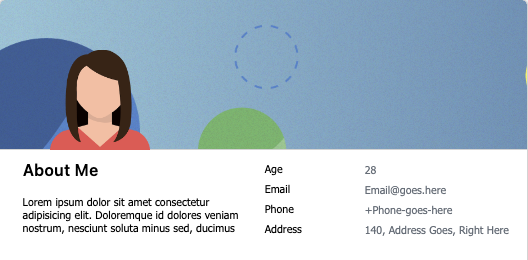 About Me
Lorem ipsum dolor sit amet consectetur
adipisicing elit. Doloremque id dolores veniam
nostrum, nesciunt soluta minus sed, ducimus
Age 28
Email Email@goes.here
Phone +Phone-goes-here
Address 140, Address Goes, Right Here